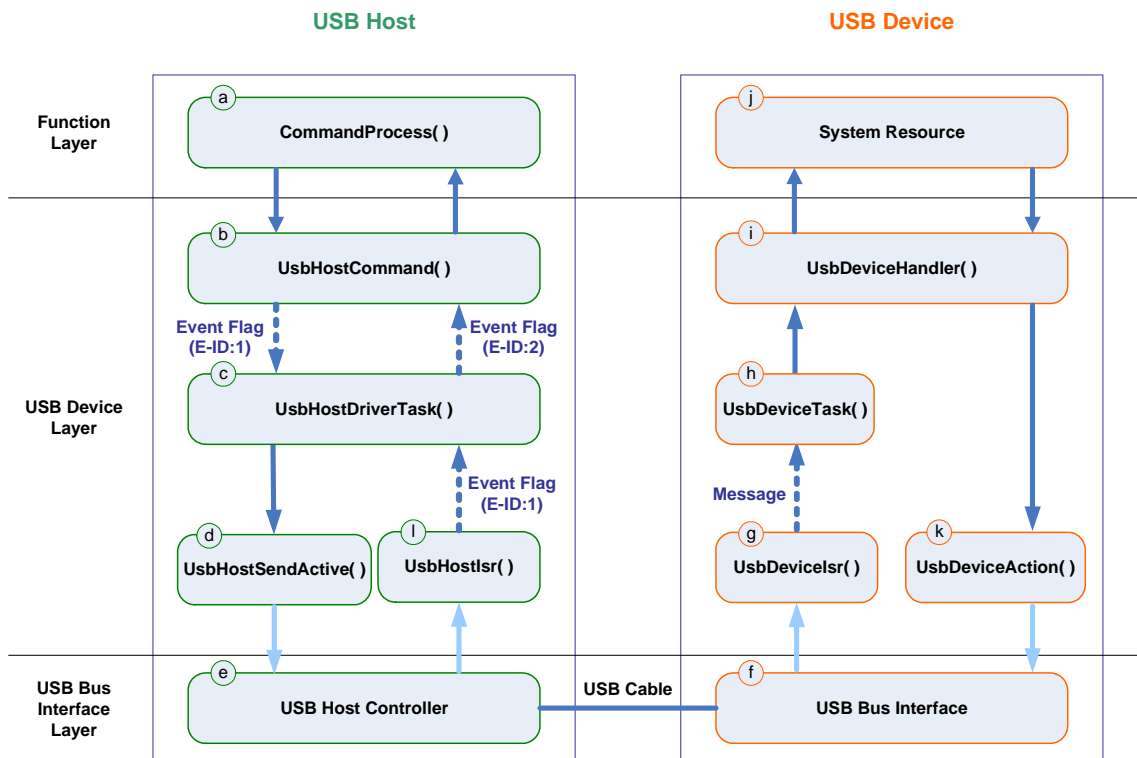 USB Host
USB Device
Function
Layer
a
CommandProcess( )
j
System Resource
b
UsbHostCommand( )
i
UsbDeviceHandler( )
Event Flag
(E-ID:1)
Event Flag
(E-ID:2)
USB Device
Layer
c
UsbHostDriverTask( )
h
UsbDeviceTask( )
Event Flag
(E-ID:1)
Message
d
UsbHostSendActive( )
l
UsbHostIsr( )
g
UsbDeviceIsr( )
k
UsbDeviceAction( )
USB Bus
Interface
Layer
e
USB Host Controller
USB Cable
f
USB Bus Interface